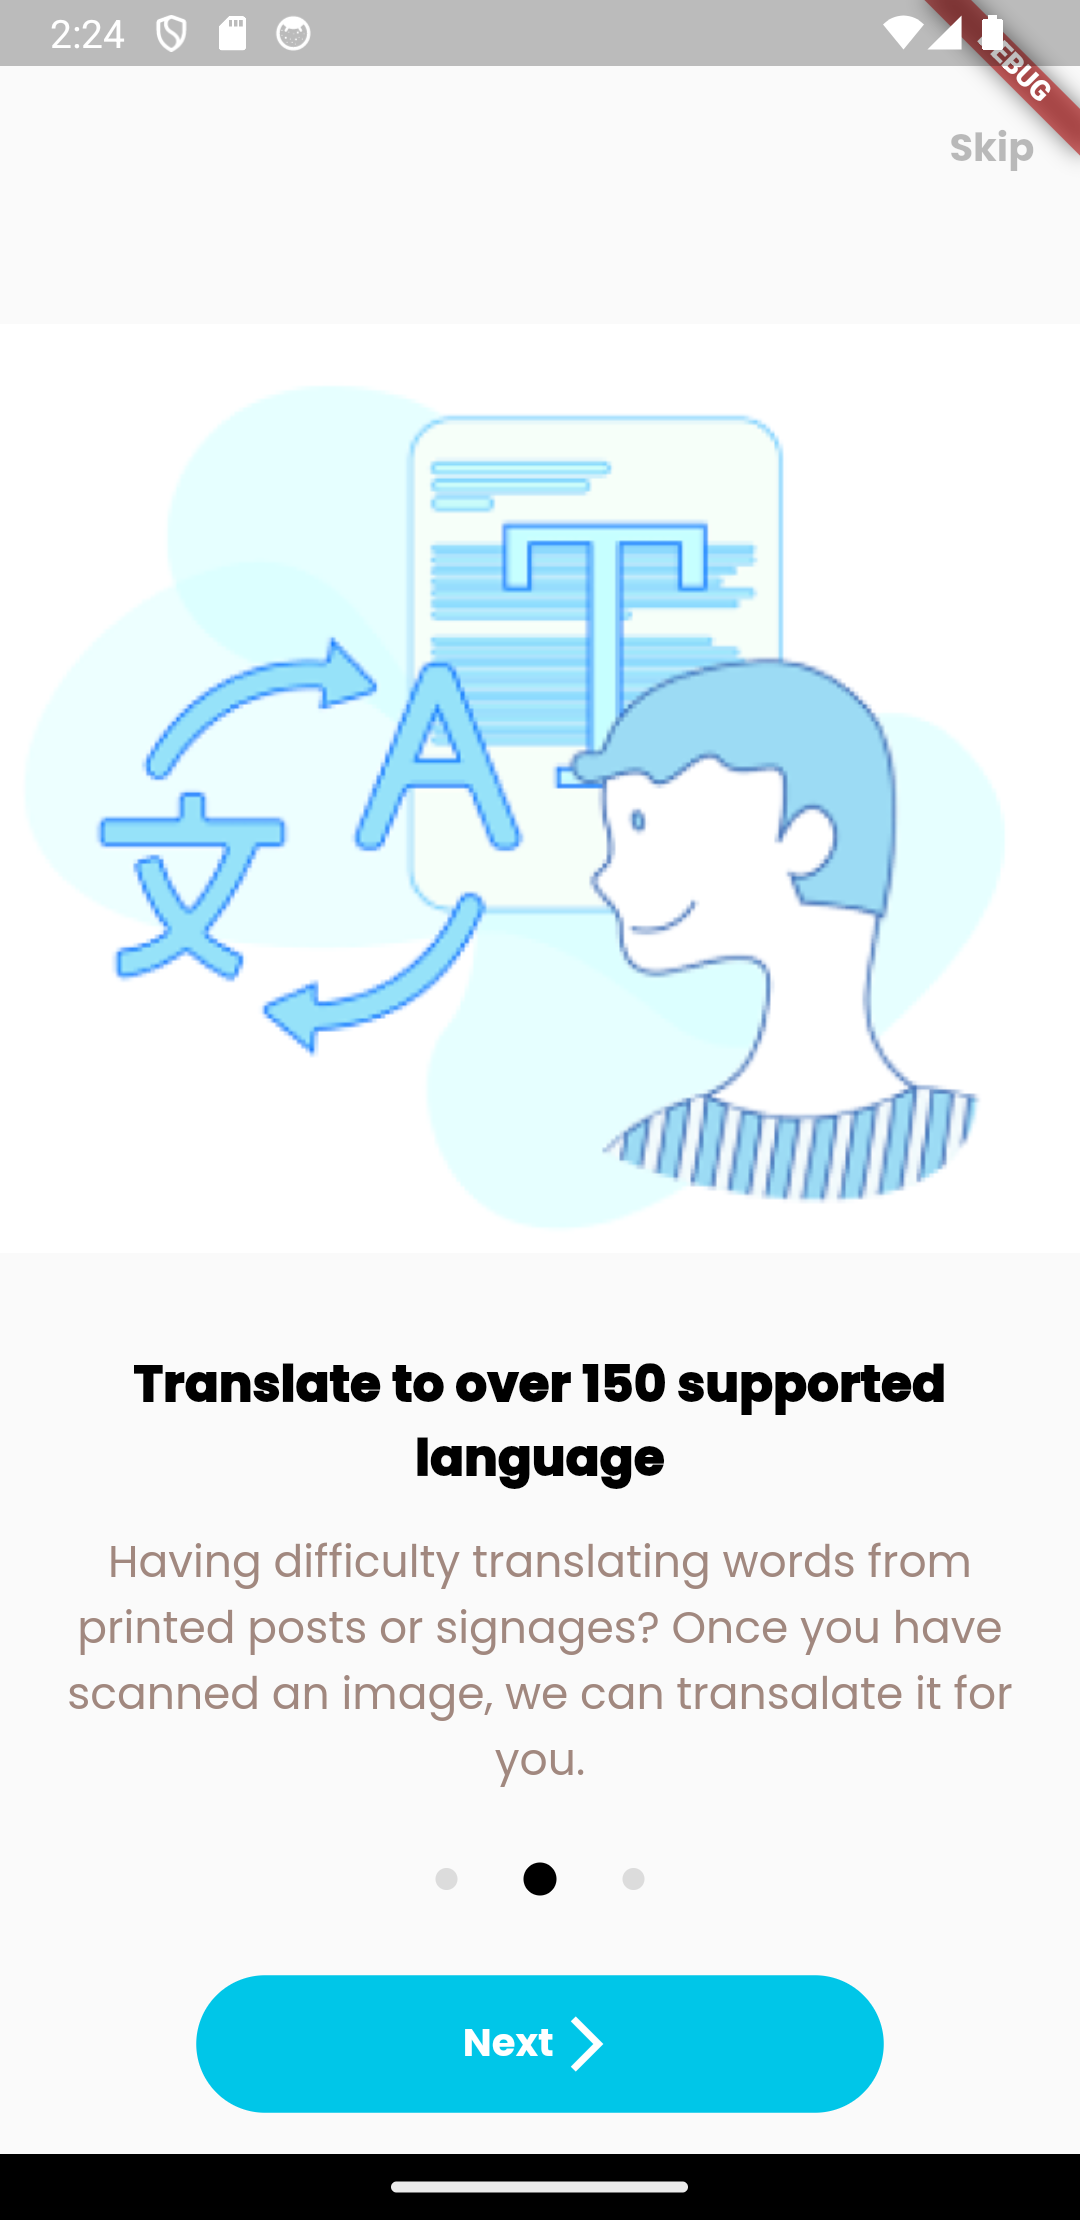 2:24
DEBUG
Skip
T
A
文
Translate to over 150 supported
language
Having difficulty translating words from
printed posts or signages? Once you have
scanned an image, we can transalate it for
you.
Next